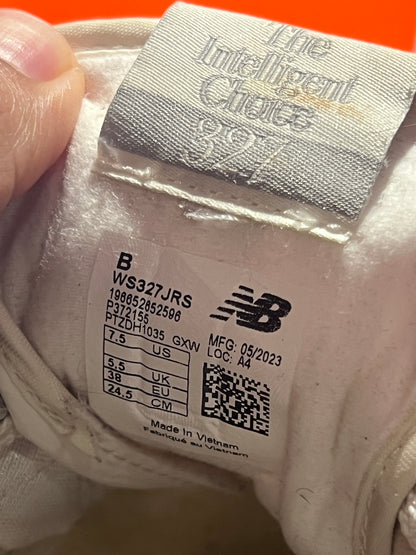 The
Intelligent
Choice
327
B
WS327JRS
196652652596
P372155
PTZDH1035 GXW
7.5 US
5.5 UK
38 EU
24.5 CM
NB
MFG: 05/2023
LOC: A4
Made In Vietnam
Fabriqué au Vietnam